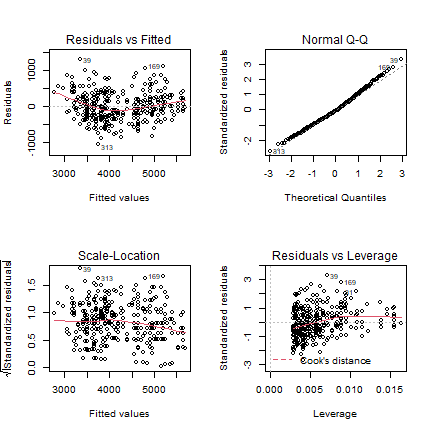 Residuals vs Fitted
Residuals
-1000 0 1000
39
169
313
3000 4000 5000
Fitted values
Normal Q-Q
Standardized residuals
-2 0 1 2 3
39
169
313
-3 -2 -1 0 1 2 3
Theoretical Quantiles
Scale-Location
√|Standardized residuals|
0.0 0.5 1.0 1.5
39
313
169
3000 4000 5000
Fitted values
Residuals vs Leverage
Standardized residuals
-3 -1 0 1 2 3
39
169
Cook's distance
0.000 0.005 0.010 0.015
Leverage